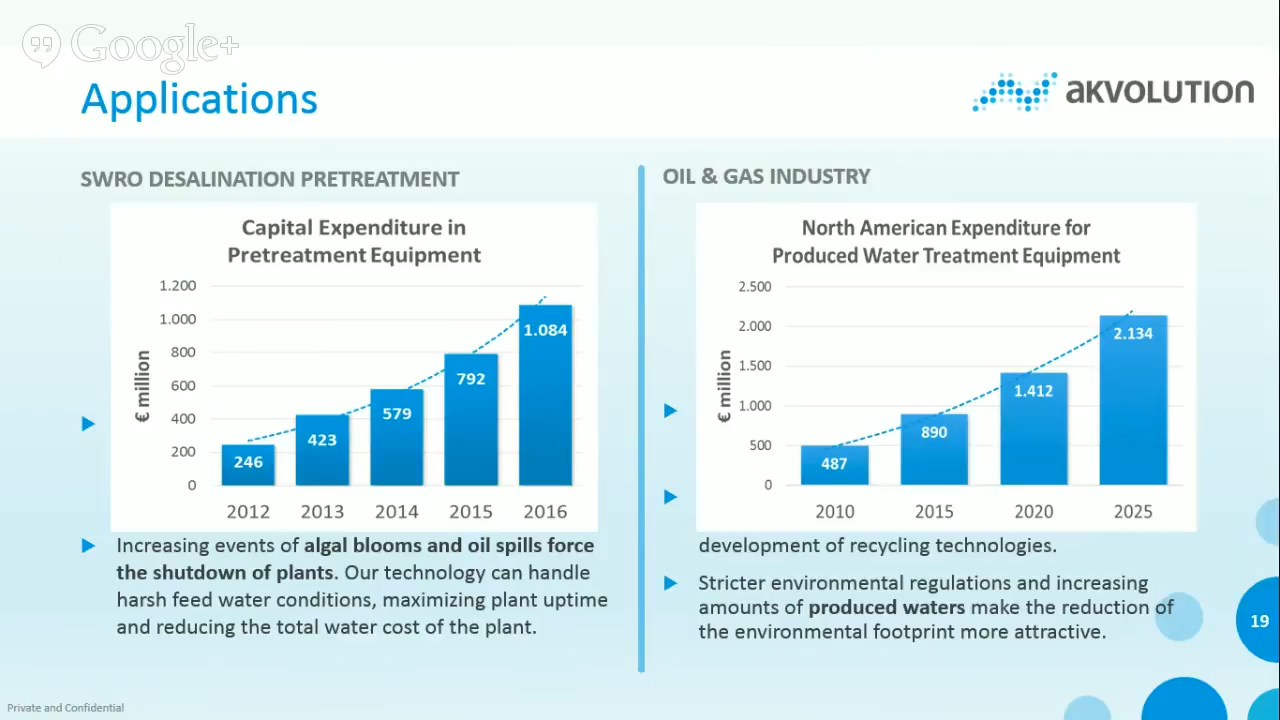 Google+
Applications
aKVOLUTION
SWRO DESALINATION PRETREATMENT
Capital Expenditure in
Pretreatment Equipment
€ million
1.200
1.000
800
600
400
200
0
246
423
579
792
1.084
2012 2013 2014 2015 2016
Increasing events of algal blooms and oil spills force
the shutdown of plants. Our technology can handle
harsh feed water conditions, maximizing plant uptime
and reducing the total water cost of the plant.
OIL & GAS INDUSTRY
North American Expenditure for
Produced Water Treatment Equipment
€ million
2.500
2.000
1.500
1.000
500
0
487
890
1.412
2.134
2010 2015 2020 2025
development of recycling technologies.
Stricter environmental regulations and increasing
amounts of produced waters make the reduction of
the environmental footprint more attractive.
19
Private and Confidential